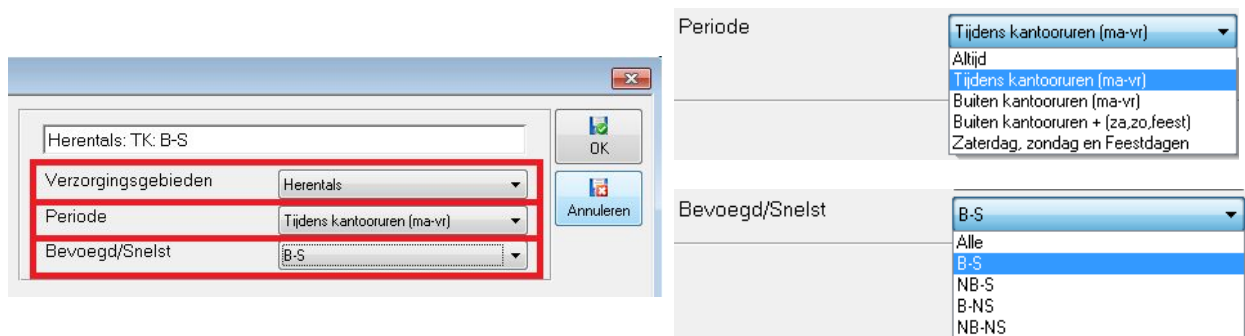 Herentals: TK: B-S
OK
Verzorgingsgebieden Herentals
Periode Tijdens kantooruren (ma-vr)
Annuleren
Bevoegd/Snelst B-S
Periode Tijdens kantooruren (ma-vr)
Altijd
Tijdens kantooruren (ma-vr)
Buiten kantooruren (ma-vr)
Buiten kantooruren + (za,zo,feest)
Zaterdag, zondag en Feestdagen
Bevoegd/Snelst B-S
Alle
B-S
NB-S
B-NS
NB-NS